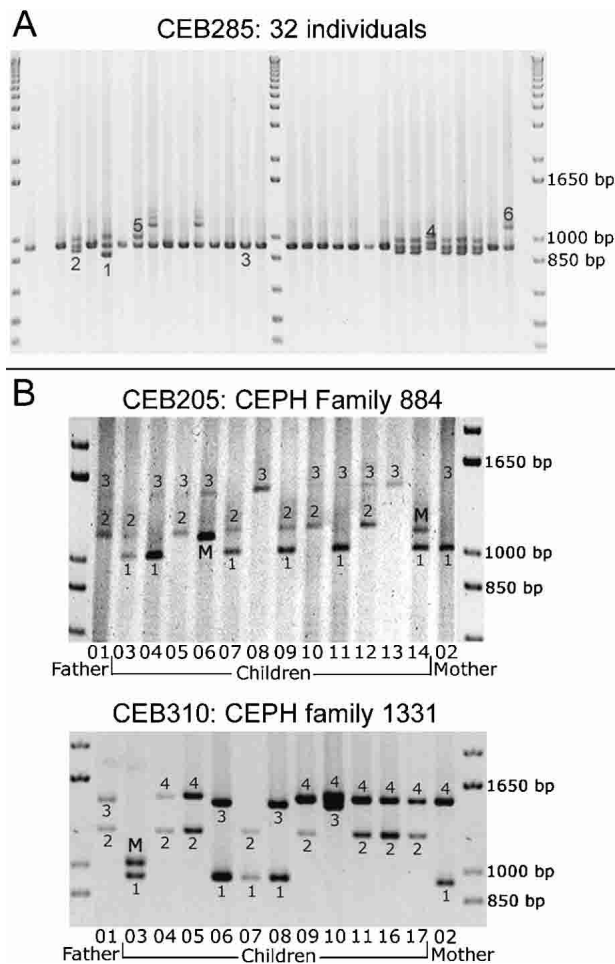 A
CEB285: 32 individuals
1650 bp
5 4 6
1000 bp
2 3
850 bp
1
B
CEB205: CEPH Family 884
1650 bp
3 3 3 3 3 3 3 3 3 3 3
2 2 2 2 2 2 2 M
M
1000 bp
1 1 1 1 1 1 1
850 bp
01 03 04 05 06 07 08 09 10 11 12 13 14 02
Father Children Mother
CEB310: CEPH family 1331
4 4 4 4 4 4 4 4
1650 bp
3 3 3 3
2 2 2 2 2 2 2 2
M
1000 bp
1 1 1 1 1
850 bp
01 03 04 05 06 07 08 09 10 11 16 17 02
Father Children Mother